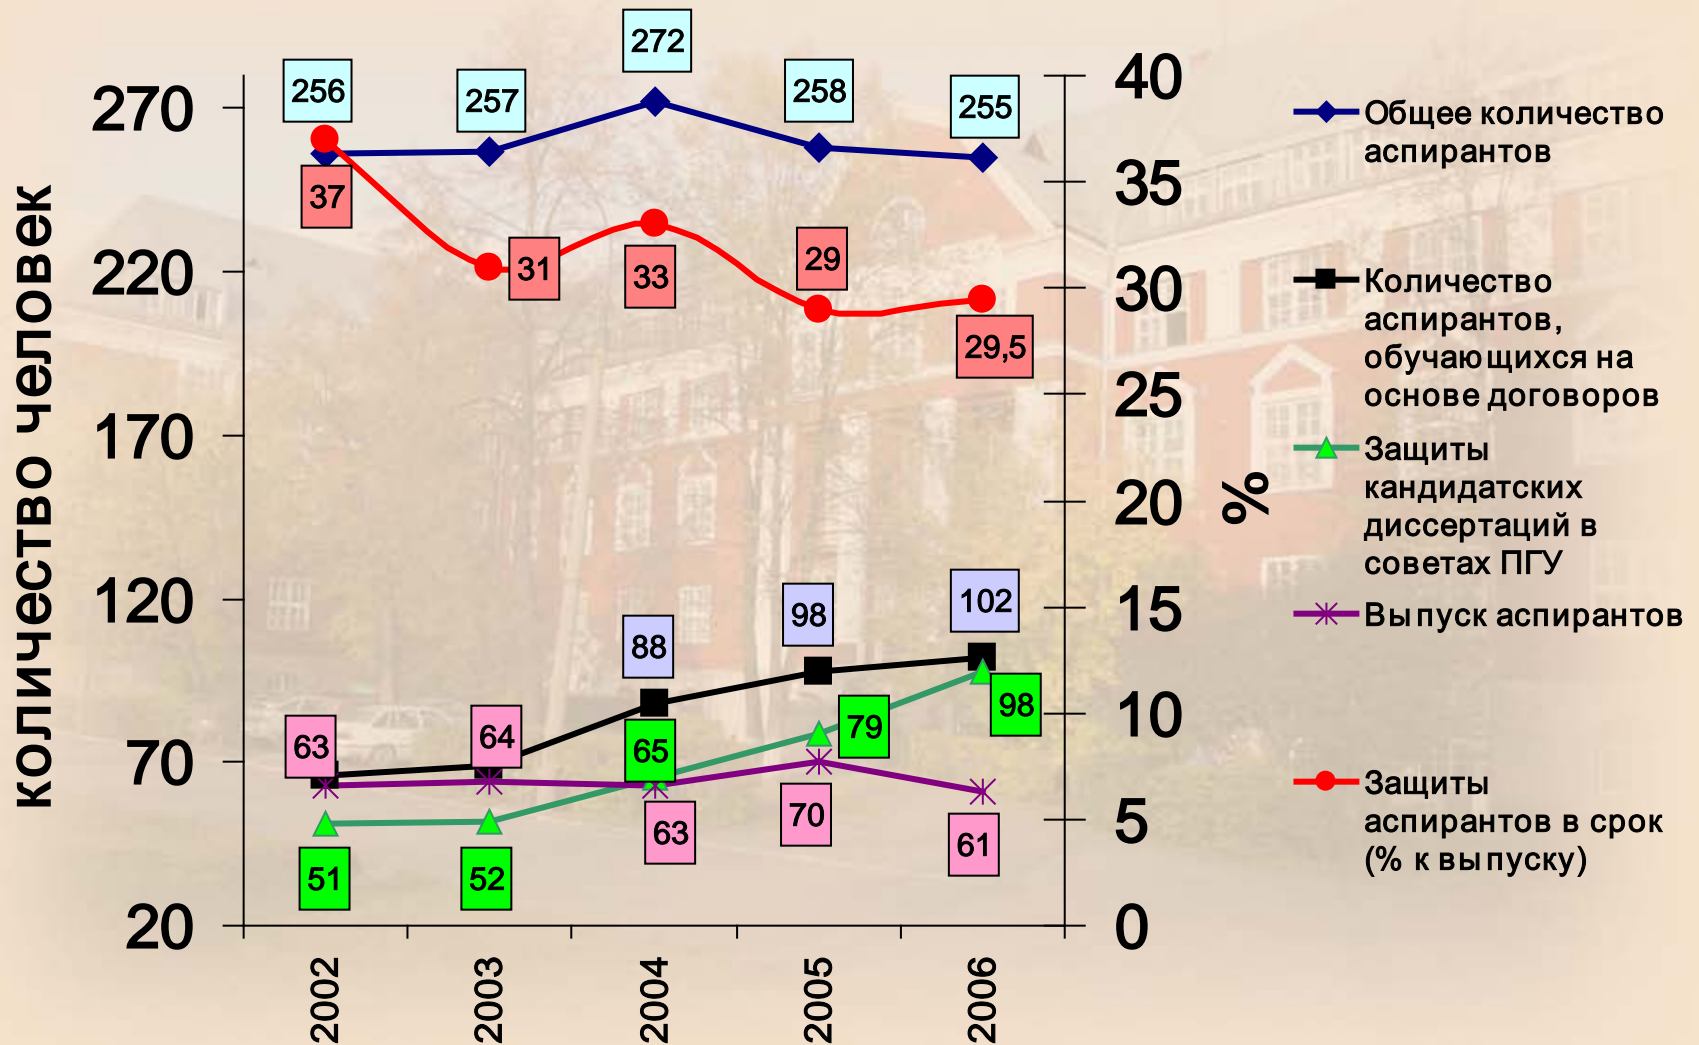 272
256
257
258
255
37
31
33
29
29,5
88
98
102
63
64
65
79
98
51
52
63
70
61
270
220
170
120
70
20
количество человек
40
35
30
25
20
15
10
5
0
%
2002
2003
2004
2005
2006
Общее количество
аспирантов
Количество
аспирантов,
обучающихся на
основе договоров
Защиты
кандидатских
диссертаций в
советах ПГУ
Выпуск аспирантов
Защиты
аспирантов в срок
(% к выпуску)